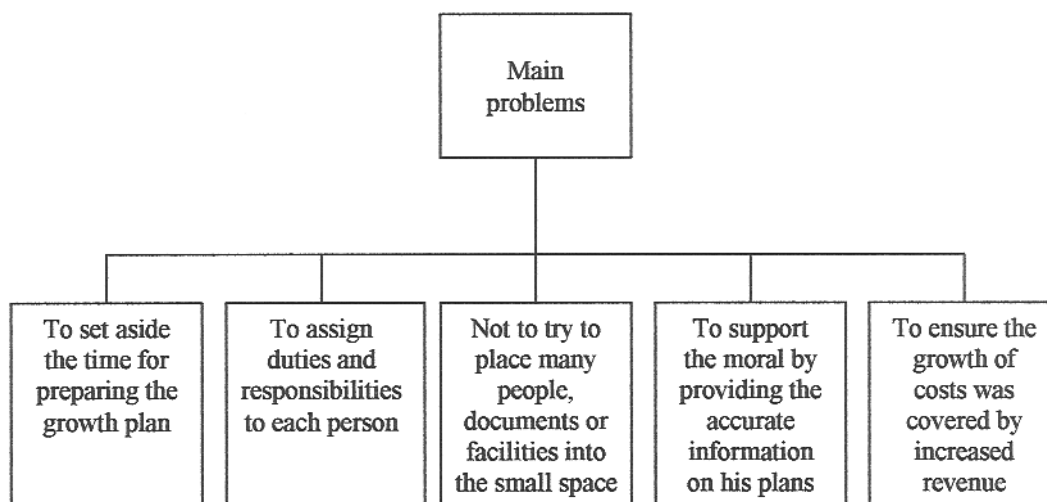 Main
problems
To set aside
the time for
preparing the
growth plan
To assign
duties and
responsibilities
to each person
Not to try to
place many
people,
documents or
facilities into
the small space
To support
the moral by
providing the
accurate
information
on his plans
To ensure the
growth of
costs was
covered by
increased
revenue